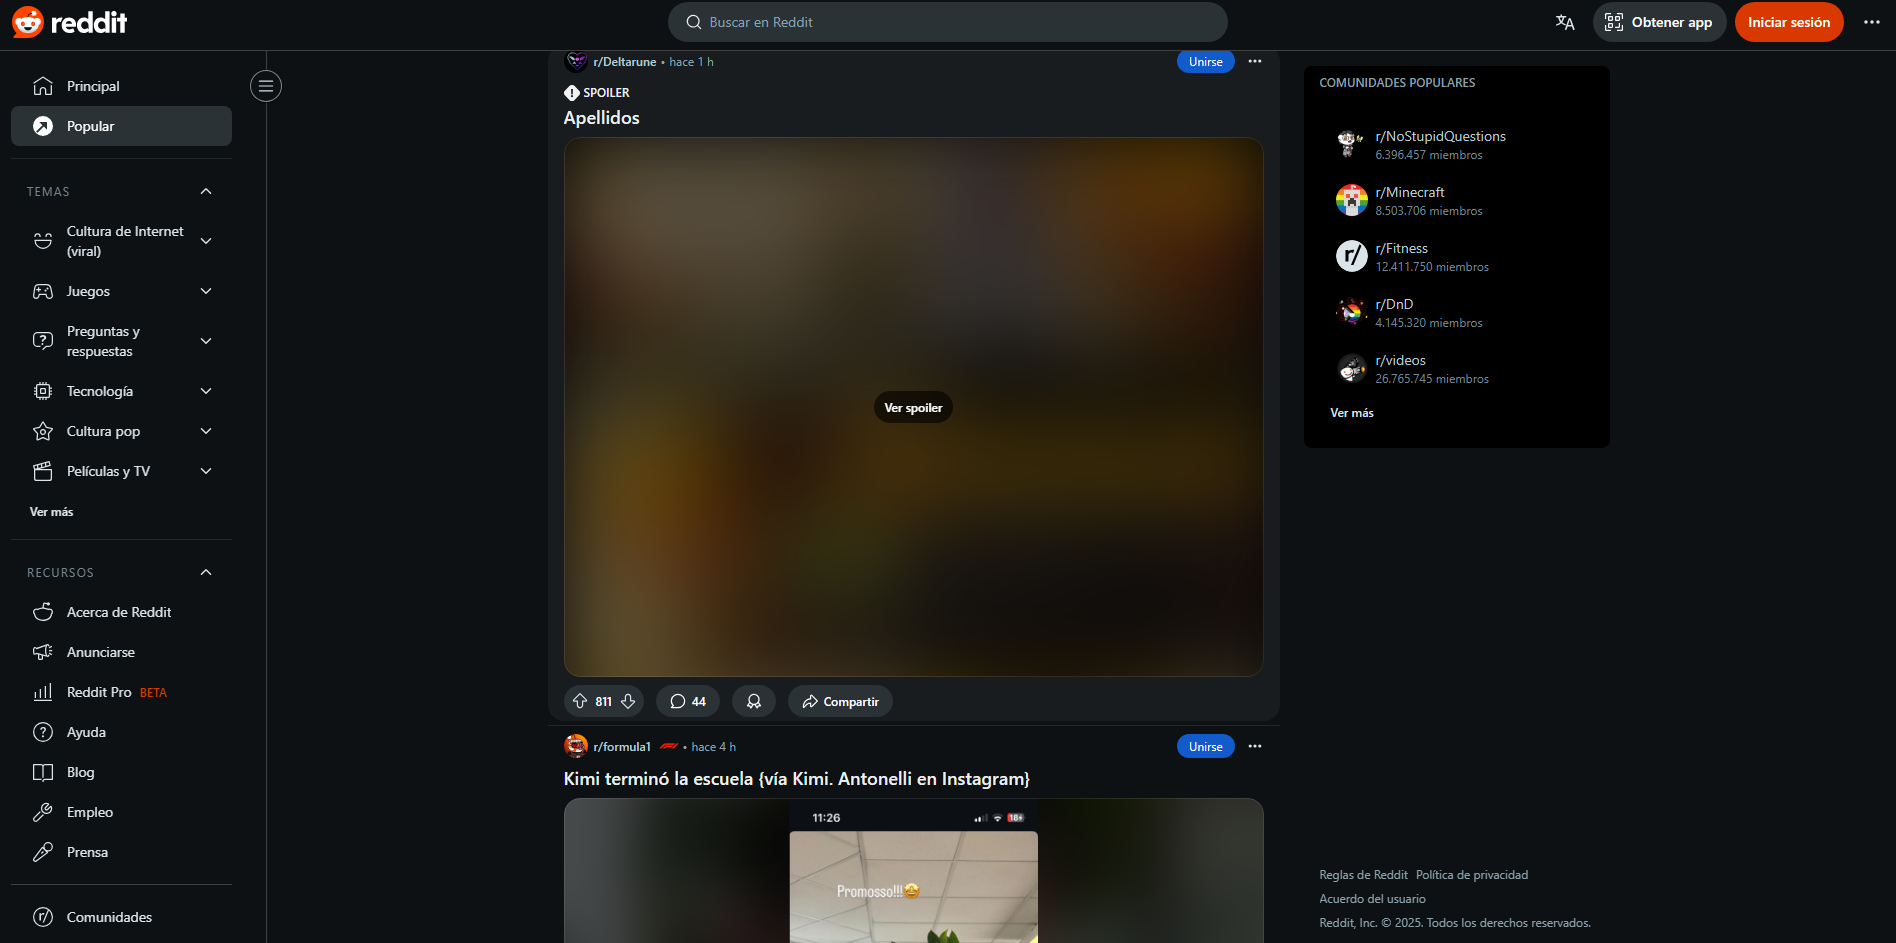 reddit
Buscar en Reddit
Obtener app
Iniciar sesión
Principal
Popular
TEMAS
Cultura de Internet
(viral)
Juegos
Preguntas y
respuestas
Tecnología
Cultura pop
Películas y TV
Ver más
RECURSOS
Acerca de Reddit
Anunciarse
Reddit Pro BETA
Ayuda
Blog
Empleo
Prensa
Comunidades
r/Deltarune • hace 1 h
Unirse
SPOILER
Apellidos
Ver spoiler
811
44
Compartir
r/formula1 • hace 4 h
Unirse
Kimi terminó la escuela {vía Kimi. Antonelli en Instagram}
11:26
18
Promosso!!!🤩
COMUNIDADES POPULARES
r/NoStupidQuestions
6.396.457 miembros
r/Minecraft
8.503.706 miembros
r/
r/Fitness
12.411.750 miembros
r/DnD
4.145.320 miembros
r/videos
26.765.745 miembros
Ver más
Reglas de Reddit Política de privacidad
Acuerdo del usuario
Reddit, Inc. © 2025. Todos los derechos reservados.